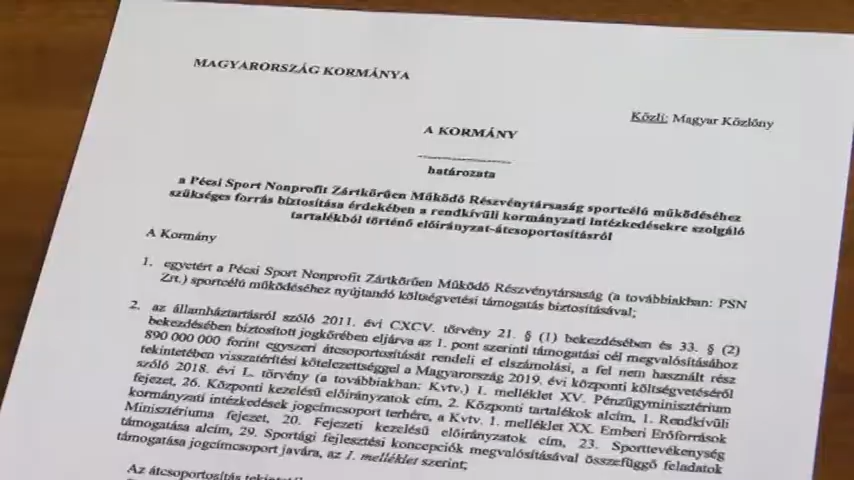 MAGYARORSZÁG KORMÁNYA
Közli: Magyar Közlöny
A KORMÁNY
határozata
a Pécsi Sport Nonprofit Zártkörűen Működő Részvénytársaság sportcélú működéséhez
szükséges forrás biztosítása érdekében a rendkívüli kormányzati intézkedésekre szolgáló
tartalékból történő előirányzat-átcsoportosításról
A Kormány
1. egyetért a Pécsi Sport Nonprofit Zártkörűen Működő Részvénytársaság (a továbbiakban: PSN
Zrt.) sportcélú működéséhez nyújtandó költségvetési támogatás biztosításával;
2. az államháztartásról szóló 2011. évi CXCV. törvény 21. § (1) bekezdésében és 33. § (2)
bekezdésében biztosított jogkörében eljárva az 1. pont szerinti támogatási cél megvalósításához
890 000 000 forint egyszeri átcsoportosítását rendeli el elszámolási, a fel nem használt rész
tekintetében visszatérítési kötelezettséggel a Magyarország 2019. évi központi költségvetéséről
szóló 2018. évi L. törvény (a továbbiakban: Kvtv.) 1. melléklet XV. Pénzügyminisztérium
fejezet, 26. Központi kezelésű előirányzatok cím, 2. Központi tartalékok alcím, 1. Rendkívüli
kormányzati intézkedések jogcímcsoport terhére, a Kvtv. 1. melléklet XX. Emberi Erőforrások
Minisztériuma fejezet, 20. Fejezeti kezelésű előirányzatok cím, 23. Sporttevékenység
támogatása alcím, 29. Sportági fejlesztési koncepciók megvalósításával összefüggő feladatok
támogatása jogcímcsoport javára, az 1. melléklet szerint;
Az átcsoportosítás